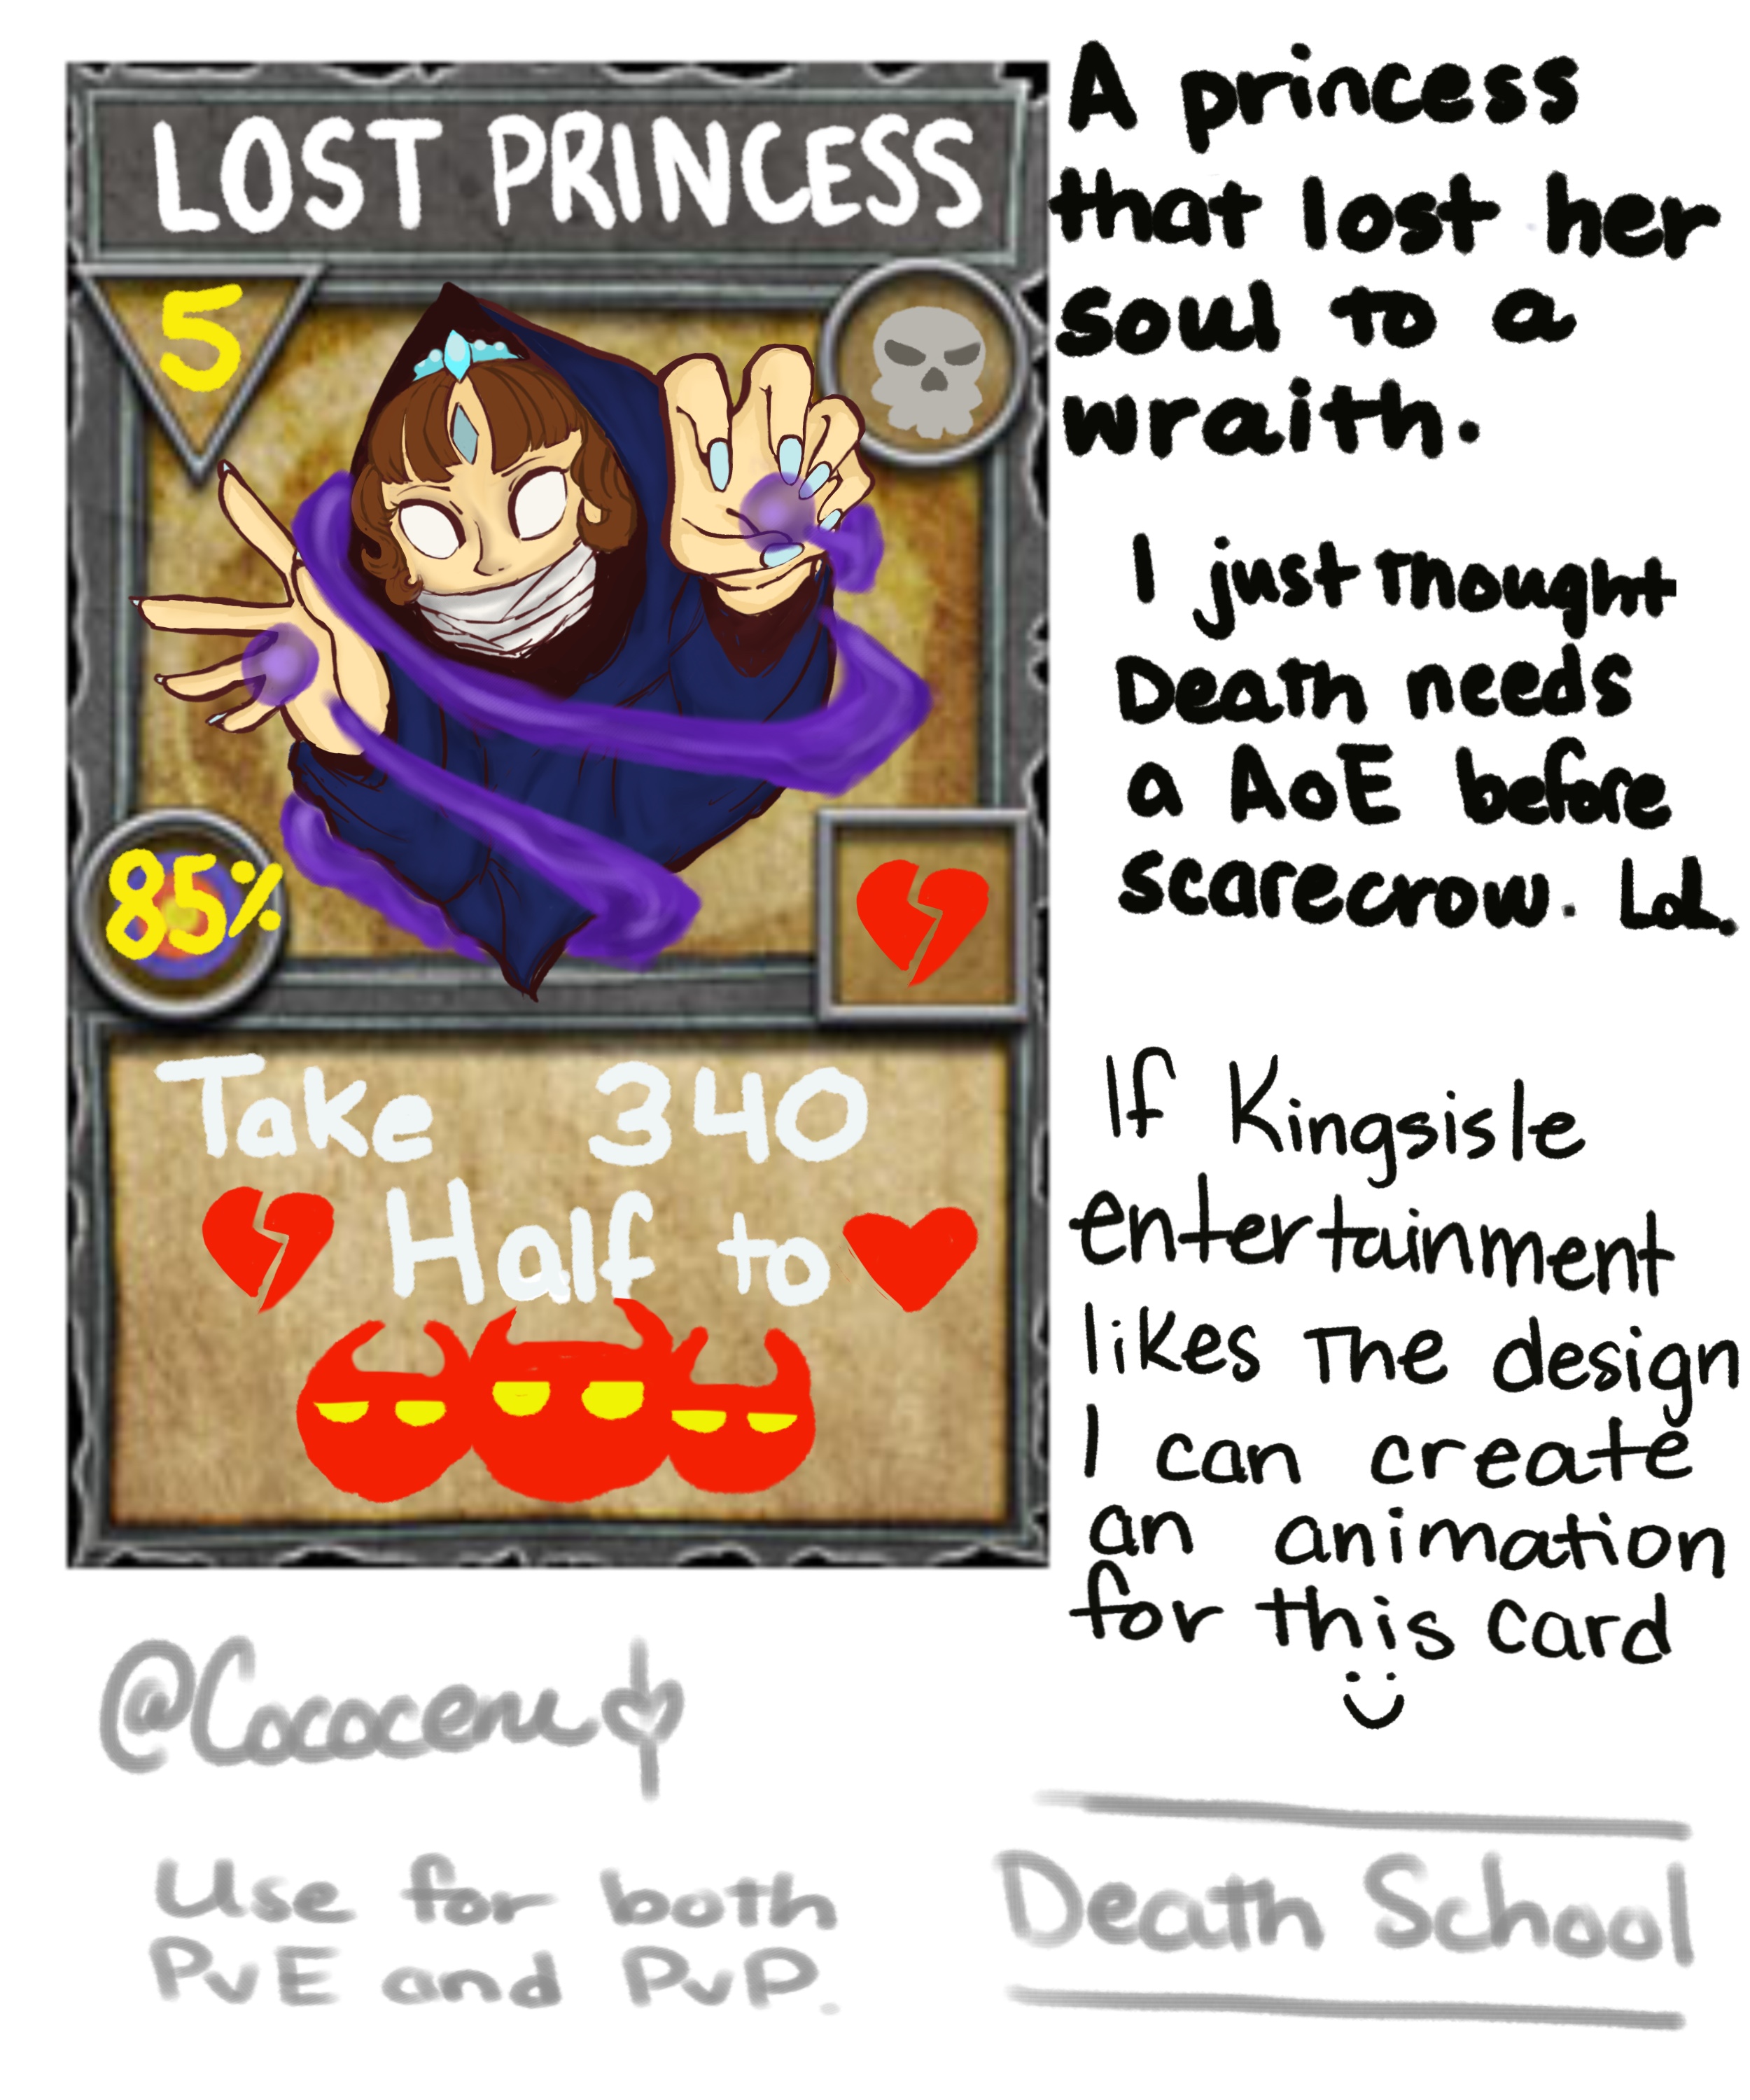 LOST PRINCESS
5
85%
Take 340
Half to
A princess
that lost her
soul to a
wraith.
I just thought
Death needs
a AoE before
scarecrow. Lol.
If Kingsisle
entertainment
likes the design
I can create
an animation
for this card
@Cococene
Use for both
PvE and PvP.
Death School